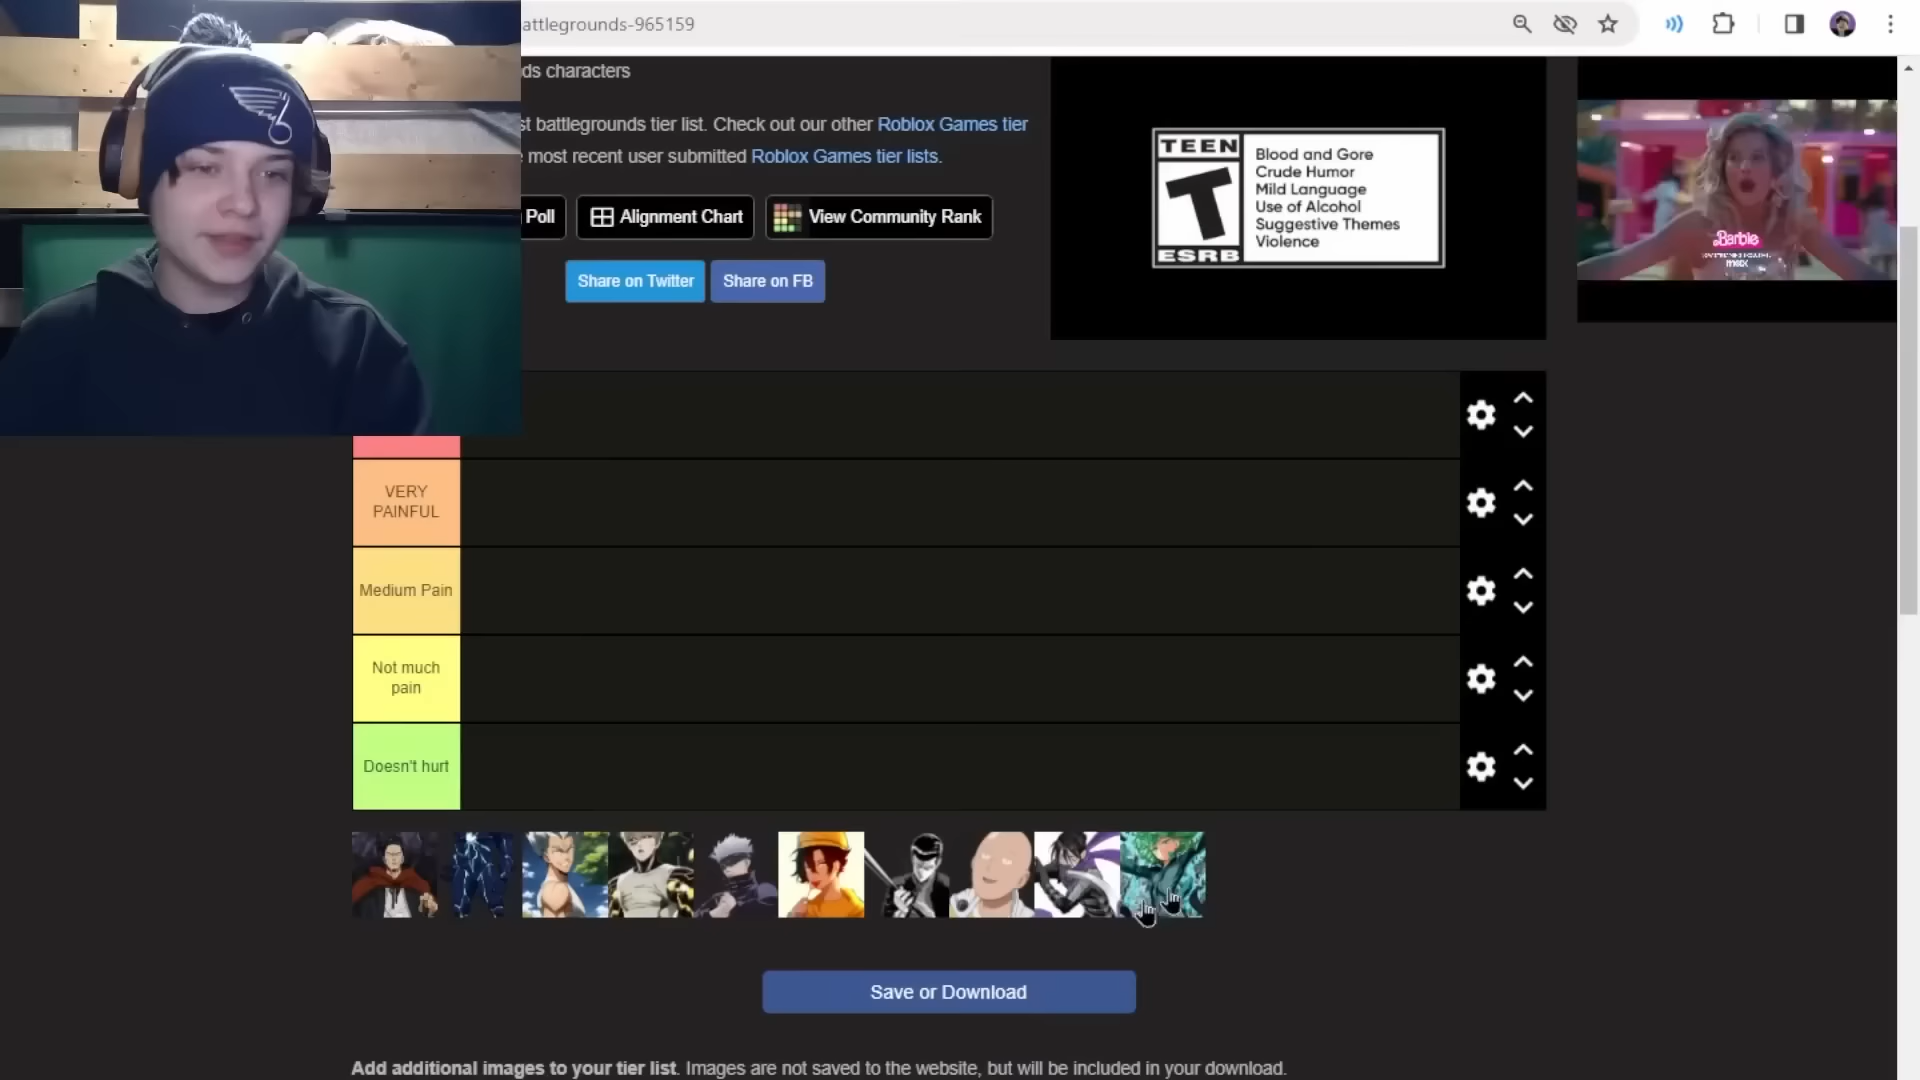 attlegrounds-965159
ds characters
st battlegrounds tier list. Check out our other Roblox Games tier
most recent user submitted Roblox Games tier lists.
Poll
Alignment Chart
View Community Rank
Share on Twitter
Share on FB
TEEN
T
ESRB
Blood and Gore
Crude Humor
Mild Language
Use of Alcohol
Suggestive Themes
Violence
Barbie
max
VERY
PAINFUL
Medium Pain
Not much
pain
Doesn't hurt
Save or Download
Add additional images to your tier list. Images are not saved to the website, but will be included in your download.